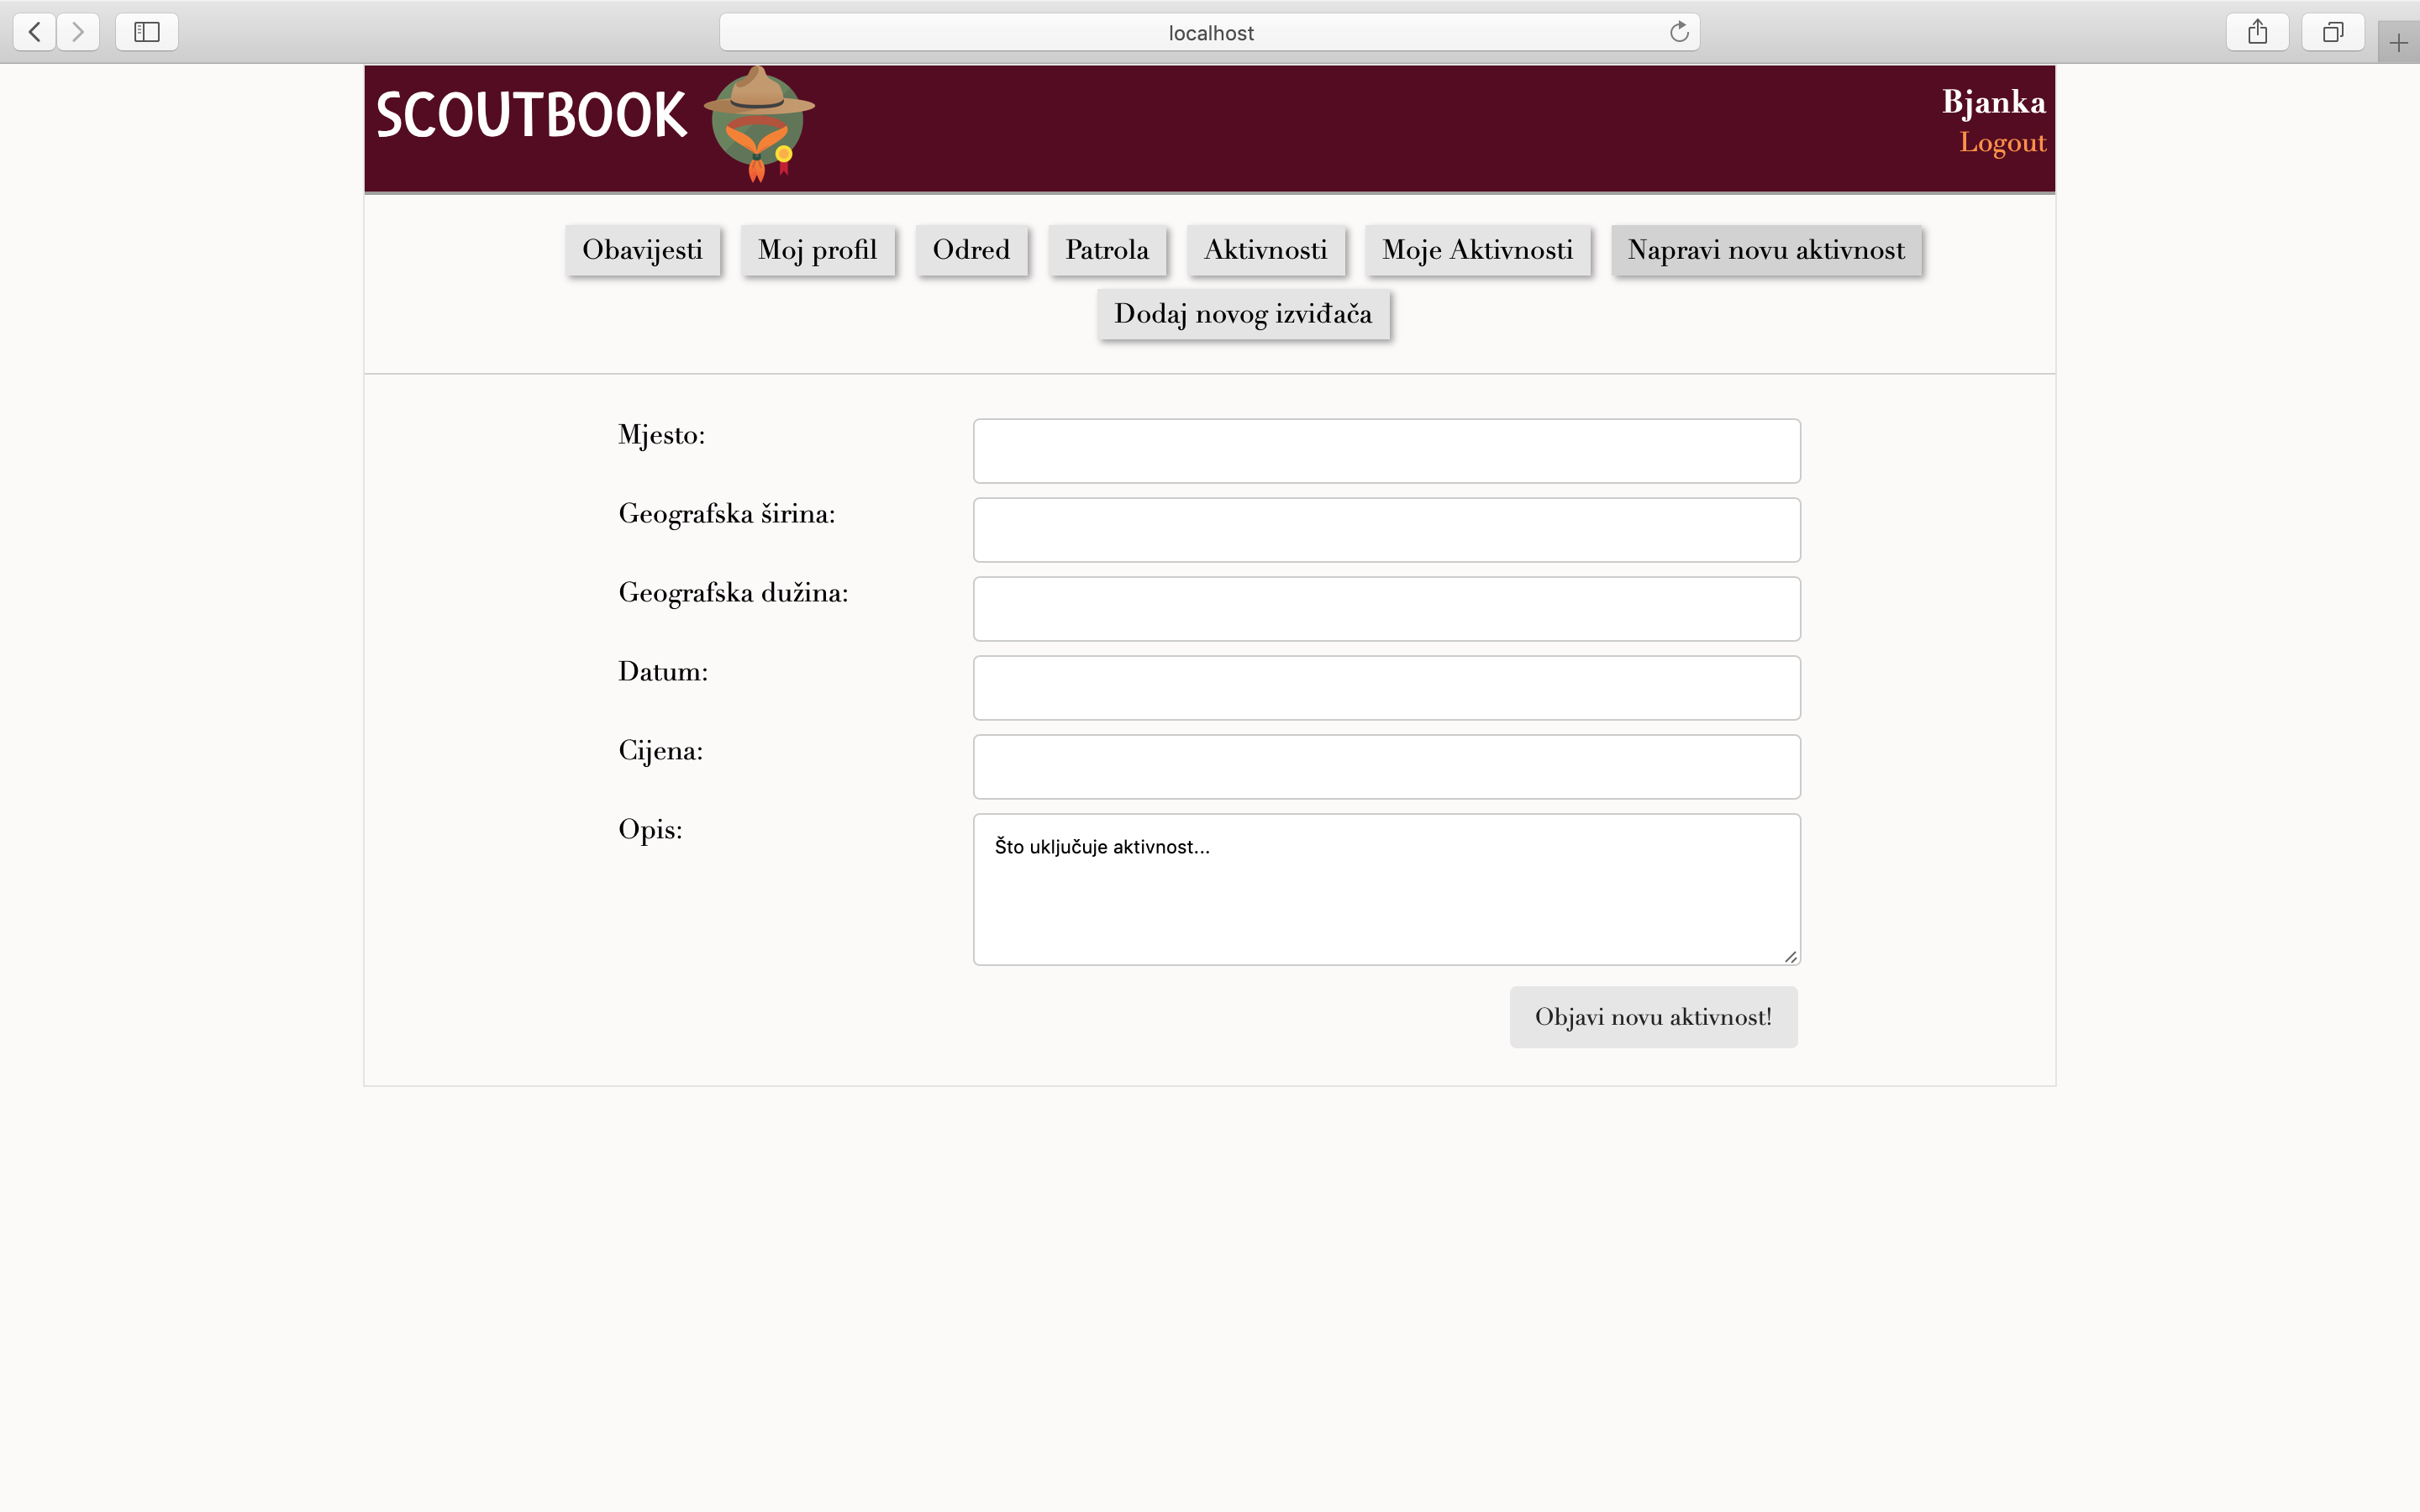 localhost
SCOUTBOOK
Bjanka
Logout
Obavijesti Moj profil Odred Patrola Aktivnosti Moje Aktivnosti Napravi novu aktivnost
Dodaj novog izviđača
Mjesto:
Geografska širina:
Geografska dužina:
Datum:
Cijena:
Opis:
Što uključuje aktivnost...
Objavi novu aktivnost!